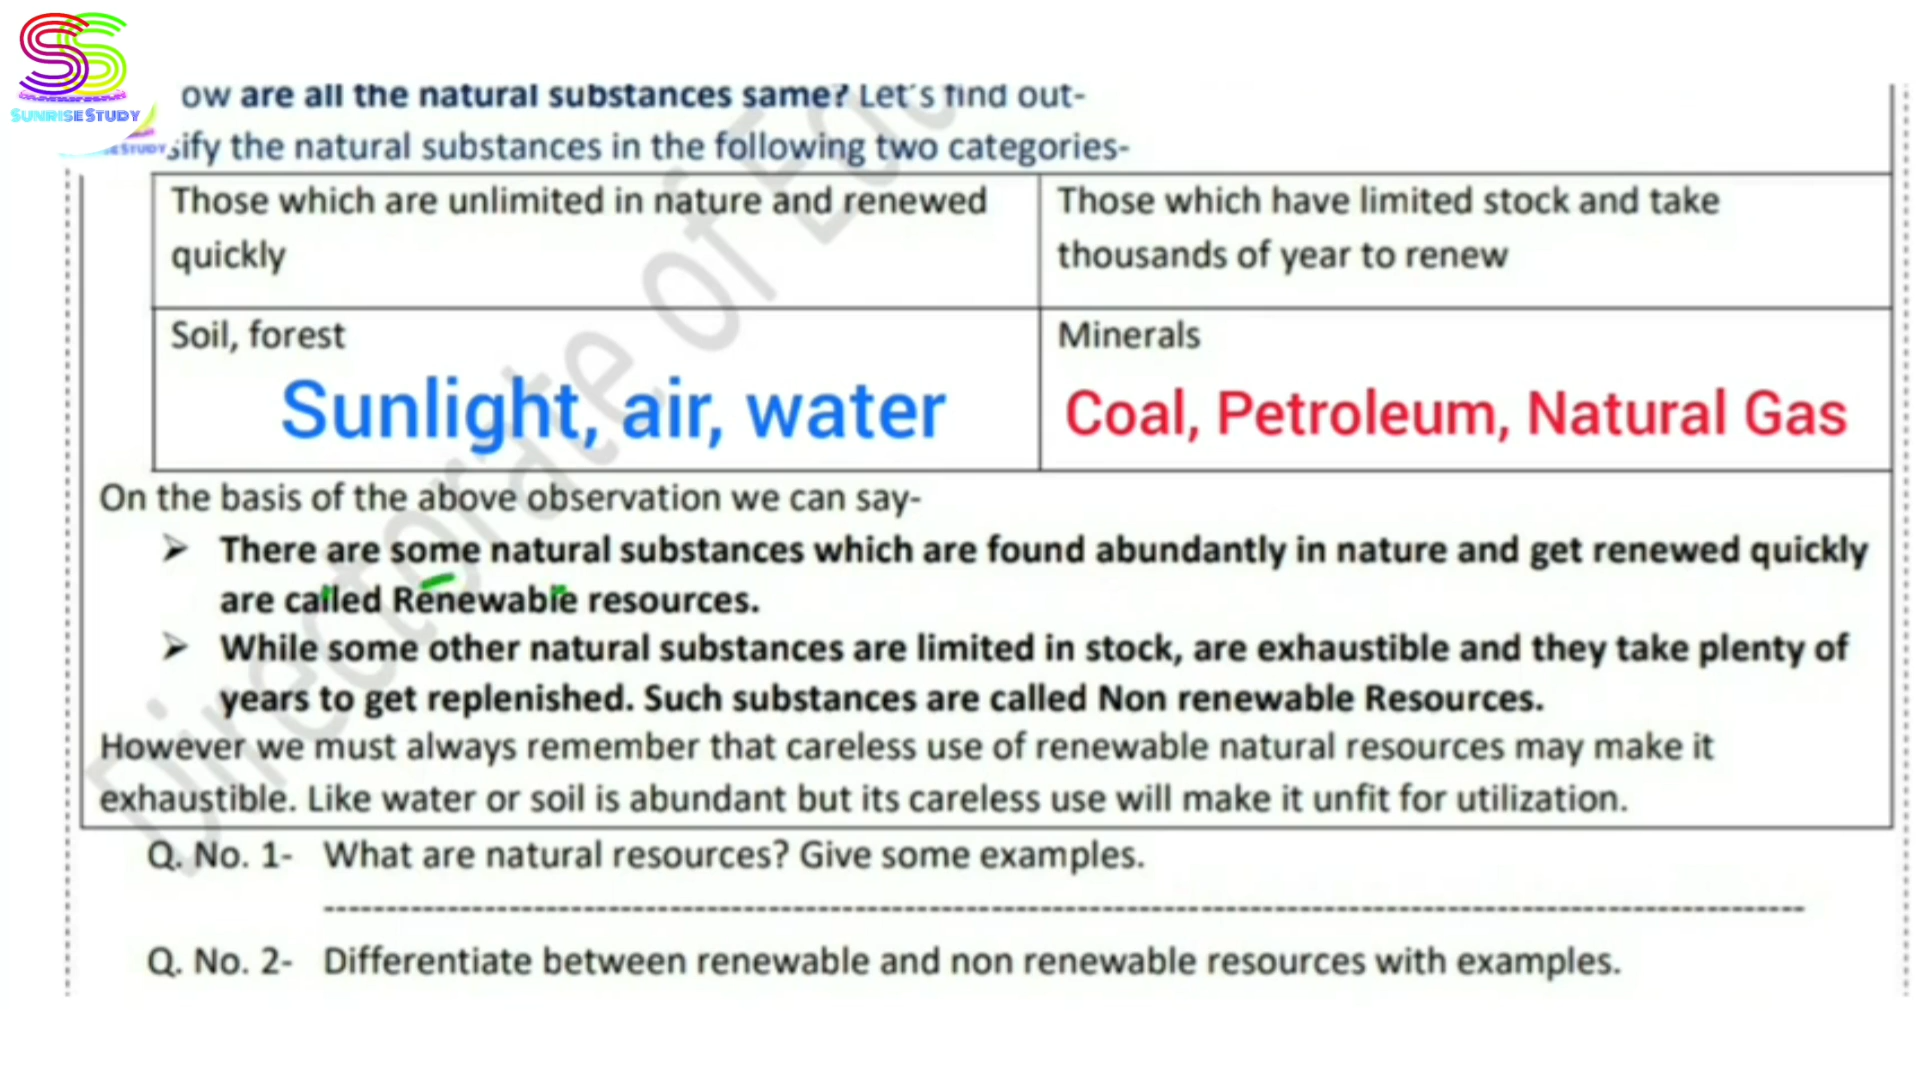 SS
SUNRISESTUDY
ow are all the natural substances same? Let's find out-
ESTUDY
sify the natural substances in the following two categories-
Those which are unlimited in nature and renewed quickly
Those which have limited stock and take thousands of year to renew
Soil, forest
Sunlight, air, water
Minerals
Coal, Petroleum, Natural Gas
On the basis of the above observation we can say-
➢ There are some natural substances which are found abundantly in nature and get renewed quickly
are called Renewable resources.
➢ While some other natural substances are limited in stock, are exhaustible and they take plenty of
years to get replenished. Such substances are called Non renewable Resources.
However we must always remember that careless use of renewable natural resources may make it
exhaustible. Like water or soil is abundant but its careless use will make it unfit for utilization.
Q. No. 1- What are natural resources? Give some examples.
Q. No. 2- Differentiate between renewable and non renewable resources with examples.
Directorate of Edu